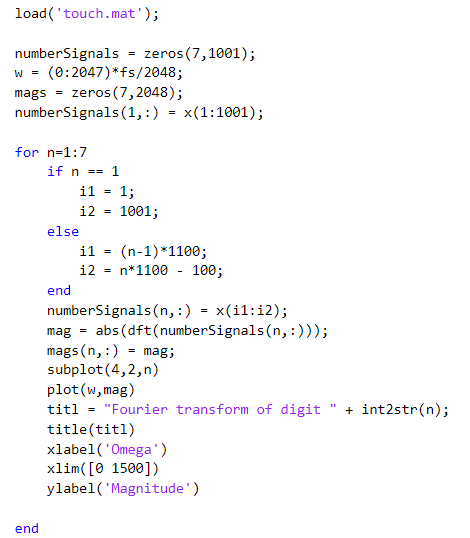 load('touch.mat');

numberSignals = zeros(7,1001);
w = (0:2047)*fs/2048;
mags = zeros(7,2048);
numberSignals(1,:) = x(1:1001);

for n=1:7
    if n == 1
        i1 = 1;
        i2 = 1001;
    else
        i1 = (n-1)*1100;
        i2 = n*1100 - 100;
    end
    numberSignals(n,:) = x(i1:i2);
    mag = abs(dft(numberSignals(n,:)));
    mags(n,:) = mag;
    subplot(4,2,n)
    plot(w,mag)
    titl = "Fourier transform of digit " + int2str(n);
    title(titl)
    xlabel('Omega')
    xlim([0 1500])
    ylabel('Magnitude')

end